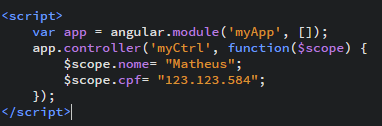 <script>
    var app = angular.module('myApp', []);
    app.controller('myCtrl', function($scope) {
        $scope.nome= "Matheus";
        $scope.cpf= "123.123.584";
    });
</script>